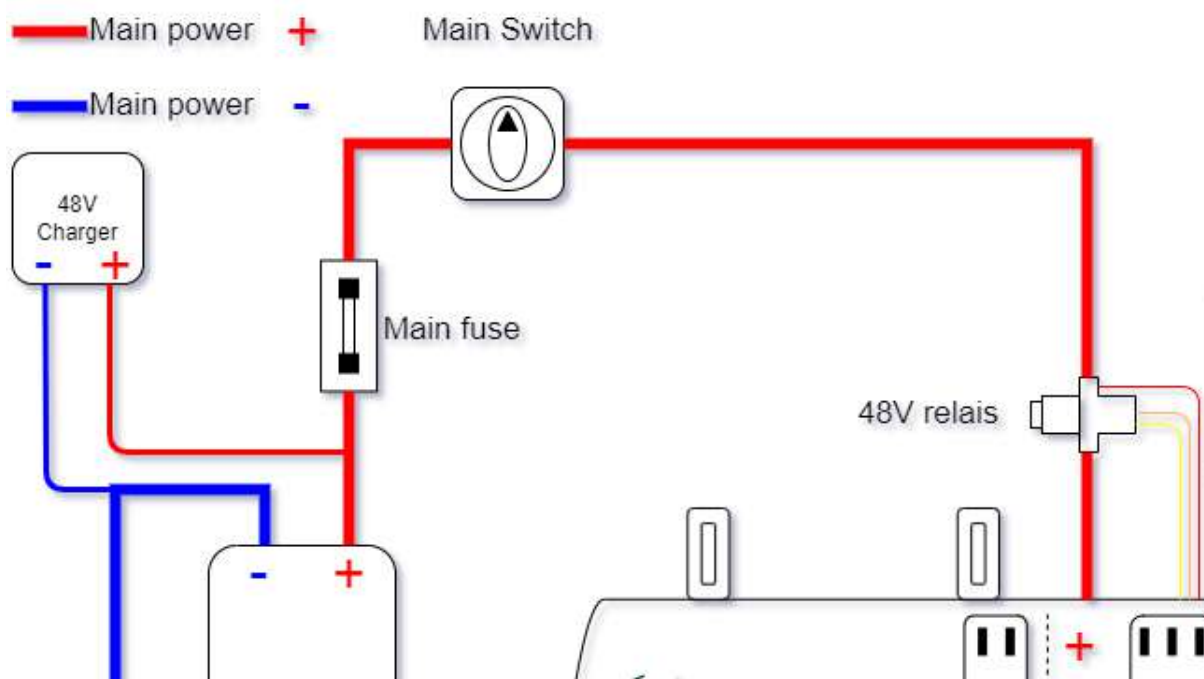 Main power +
Main Switch
Main power -
48V
Charger
- +
Main fuse
48V relais
- +
+